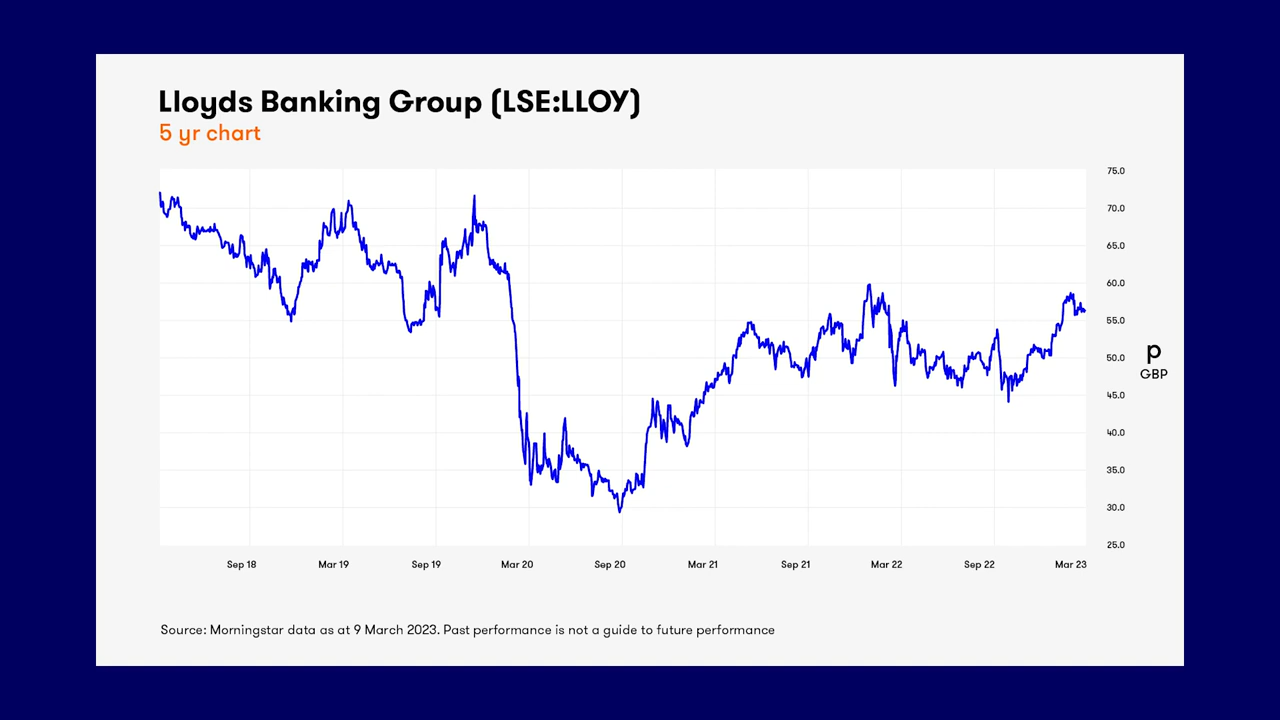 Lloyds Banking Group (LSE:LLOY)
5 yr chart
75.0
70.0
65.0
60.0
55.0
50.0
45.0
40.0
35.0
30.0
25.0
p
GBP
Sep 18 Mar 19 Sep 19 Mar 20 Sep 20 Mar 21 Sep 21 Mar 22 Sep 22 Mar 23
Source: Morningstar data as at 9 March 2023. Past performance is not a guide to future performance